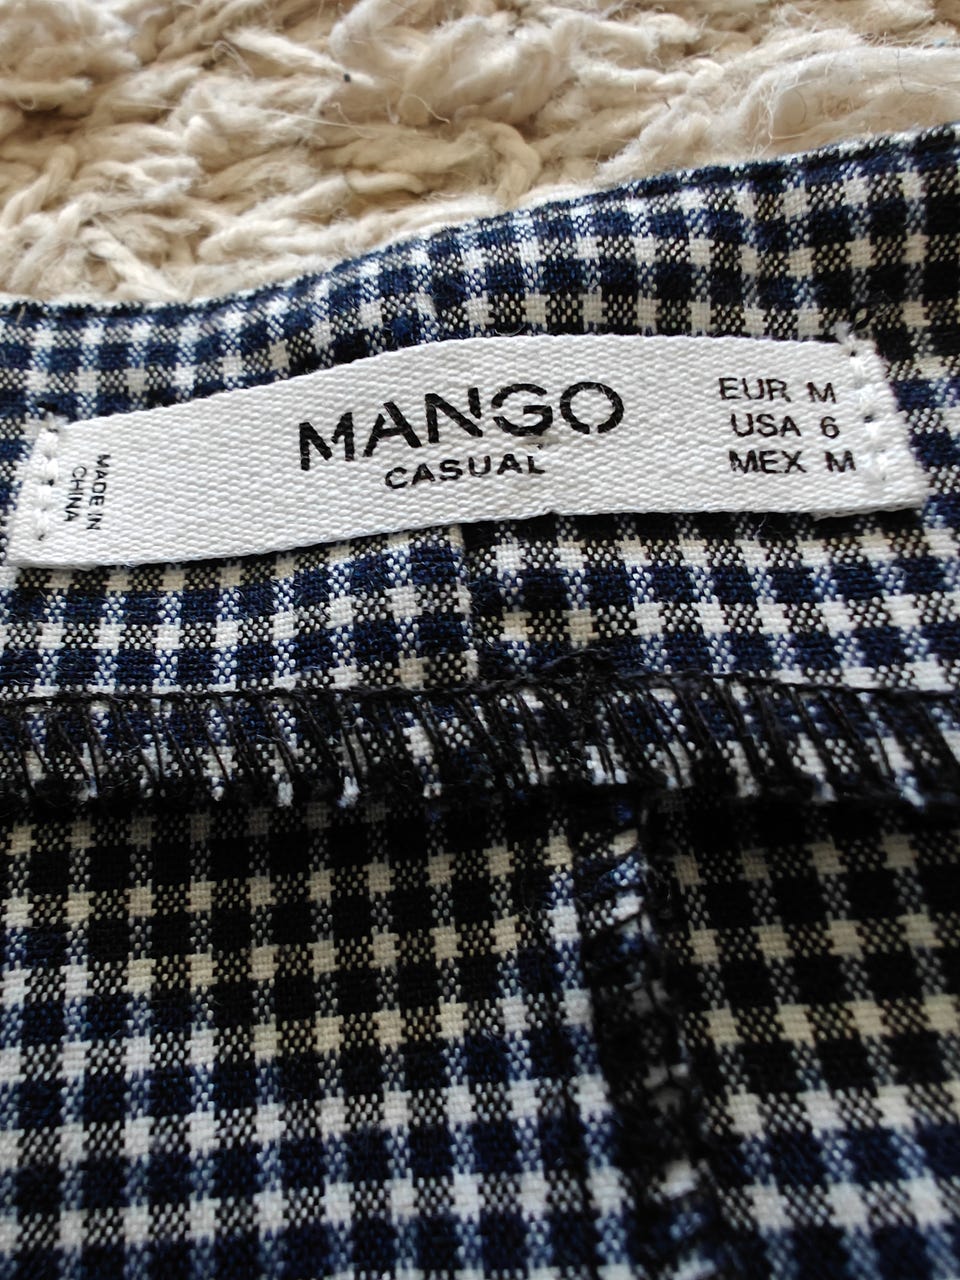 MANGO
CASUAL
EUR M
USA 6
MEX M
MADE IN
CHINA